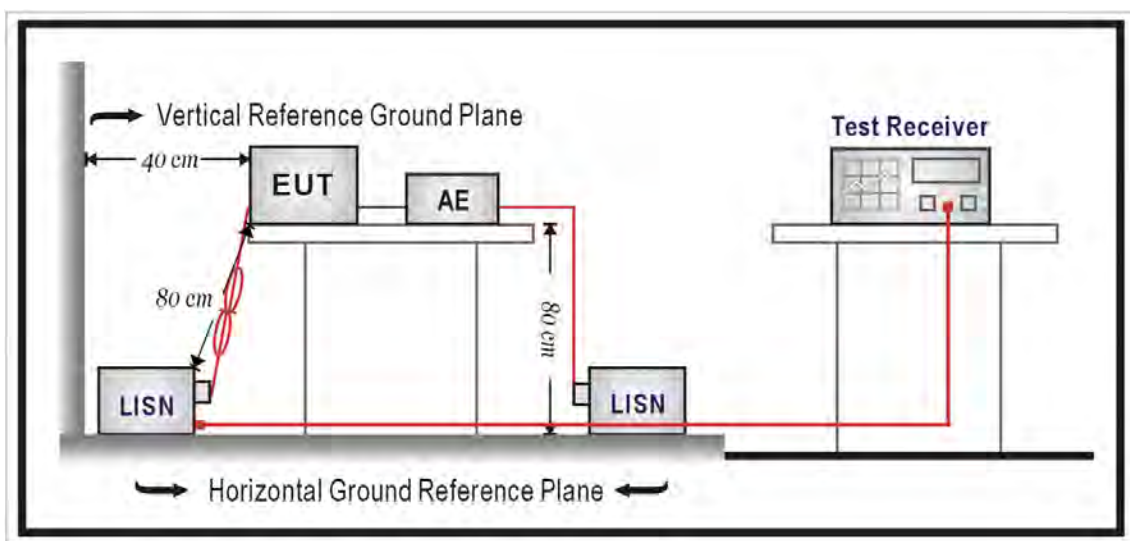 Vertical Reference Ground Plane
Test Receiver
40 cm
EUT
AE
80 cm
80 cm
LISN
LISN
Horizontal Ground Reference Plane